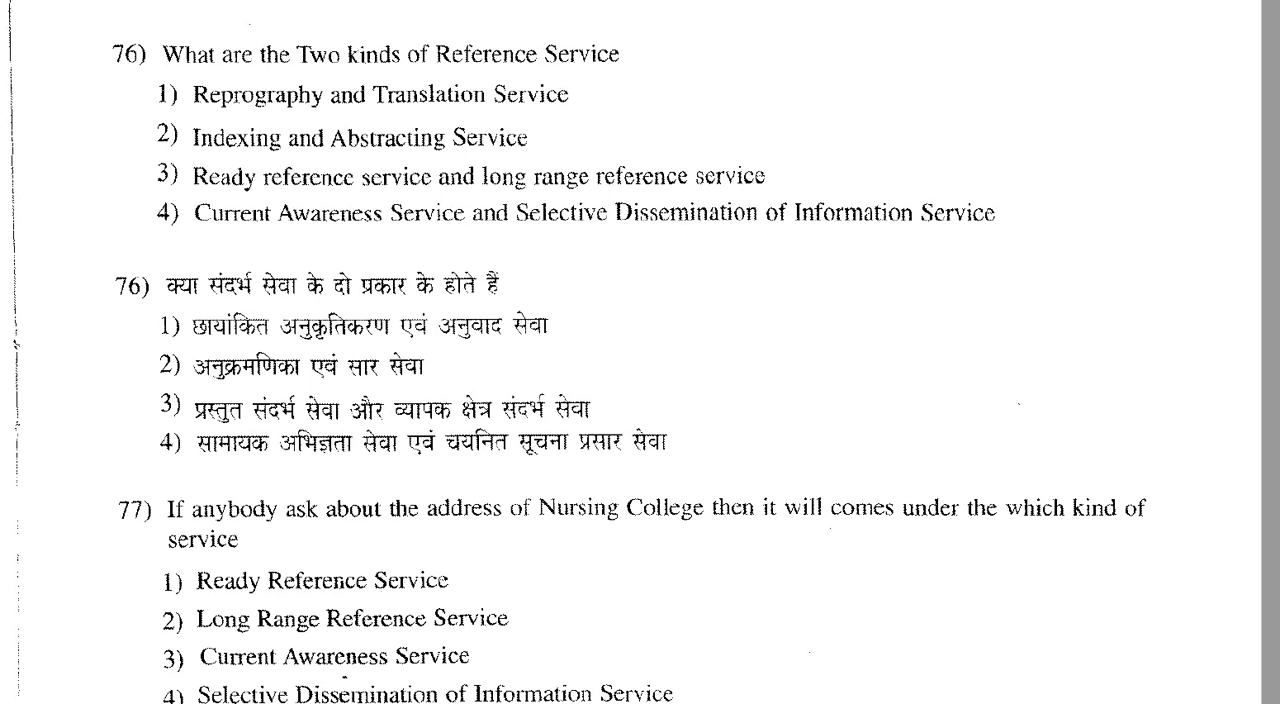 76) What are the Two kinds of Reference Service
1) Reprography and Translation Service
2) Indexing and Abstracting Service
3) Ready reference service and long range reference service
4) Current Awareness Service and Selective Dissemination of Information Service
76) क्या संदर्भ सेवा के दो प्रकार के होते हैं
1) छायांकित अनुकृतिकरण एवं अनुवाद सेवा
2) अनुक्रमणिका एवं सार सेवा
3) प्रस्तुत संदर्भ सेवा और व्यापक क्षेत्र संदर्भ सेवा
4) सामायक अभिज्ञता सेवा एवं चयनित सूचना प्रसार सेवा
77) If anybody ask about the address of Nursing College then it will comes under the which kind of
service
1) Ready Reference Service
2) Long Range Reference Service
3) Current Awareness Service
4) Selective Dissemination of Information Service